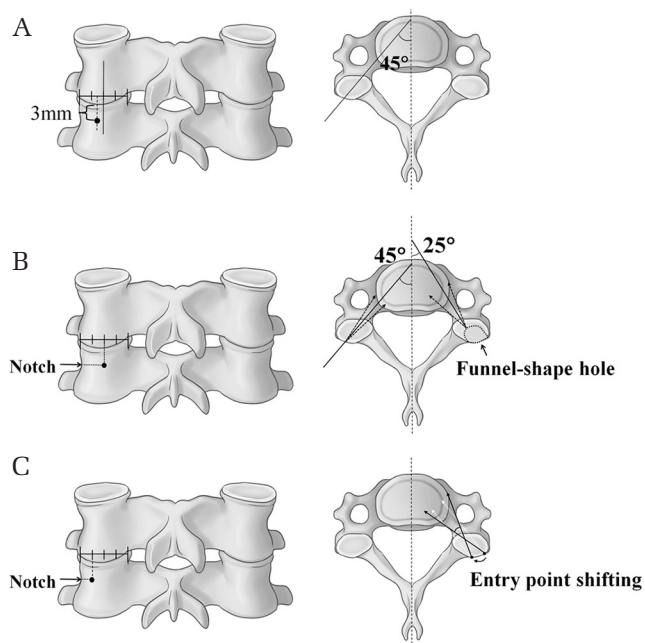 A
45°
3mm
B
45°
25°
Notch
Funnel-shape hole
C
Notch
Entry point shifting